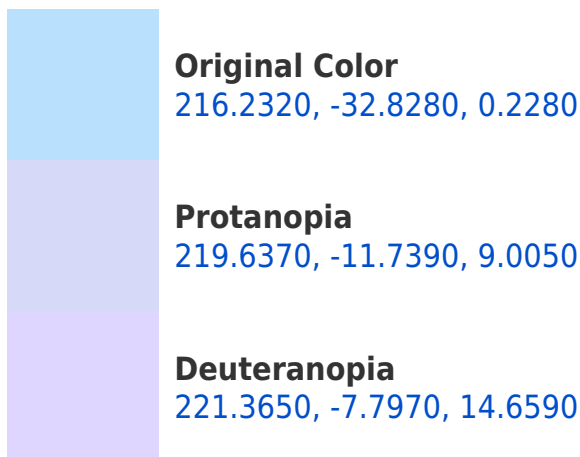 Original Color
216.2320, -32.8280, 0.2280
Protanopia
219.6370, -11.7390, 9.0050
Deuteranopia
221.3650, -7.7970, 14.6590